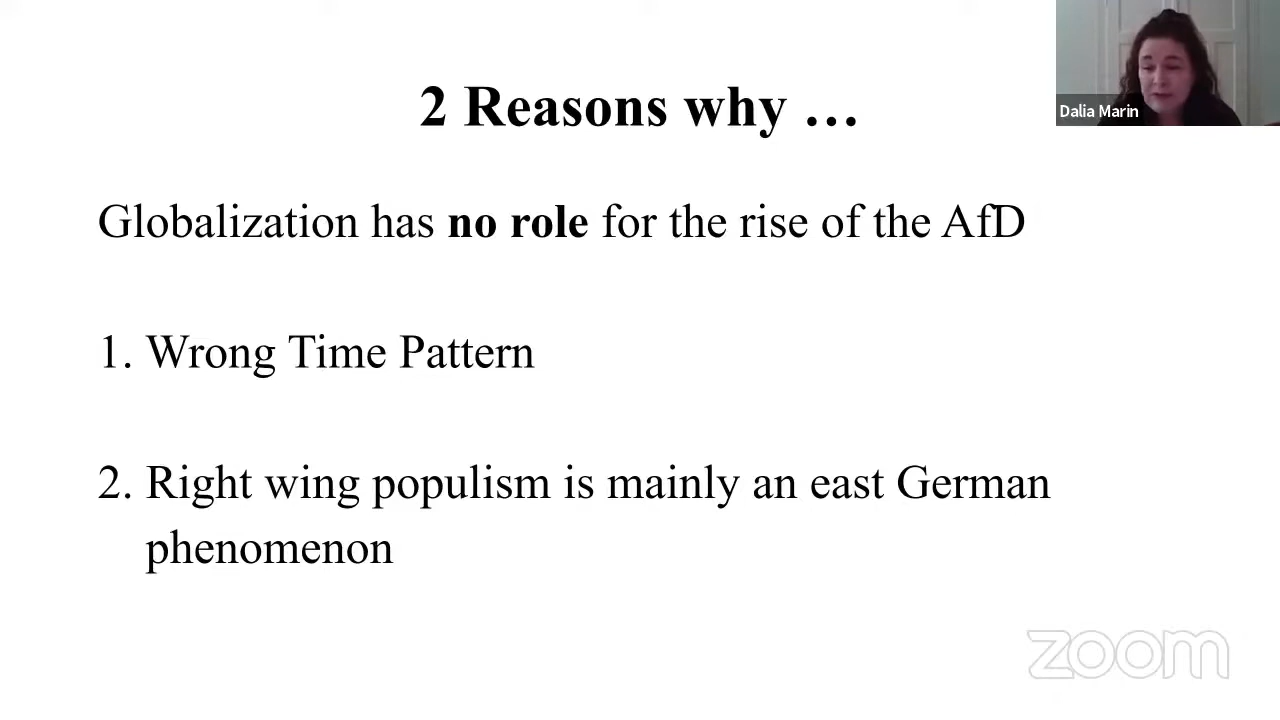 2 Reasons why …
Dalia Marin
Globalization has no role for the rise of the AfD
1. Wrong Time Pattern
2. Right wing populism is mainly an east German
phenomenon
zoom